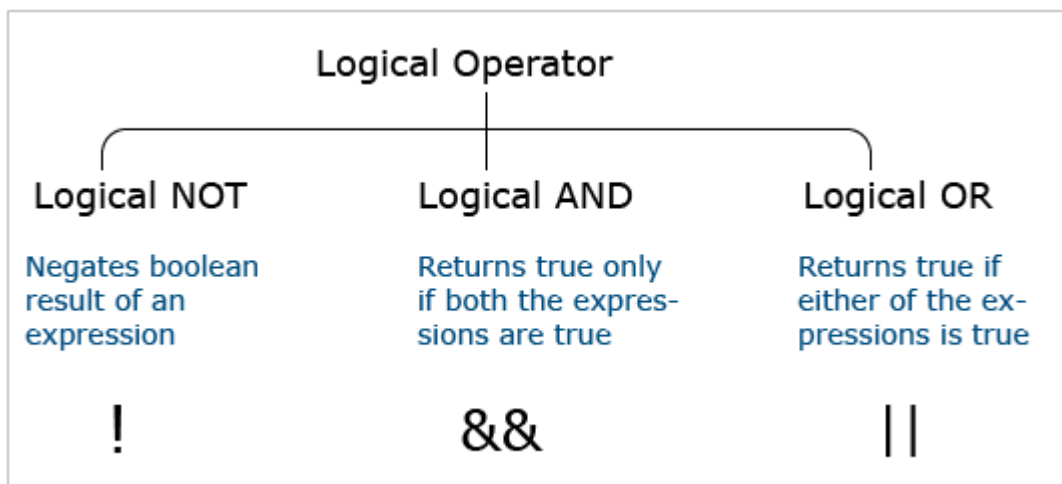 Logical Operator
Logical NOT
Negates boolean
result of an
expression
!
Logical AND
Returns true only
if both the expres-
sions are true
&&
Logical OR
Returns true if
either of the ex-
pressions is true
||